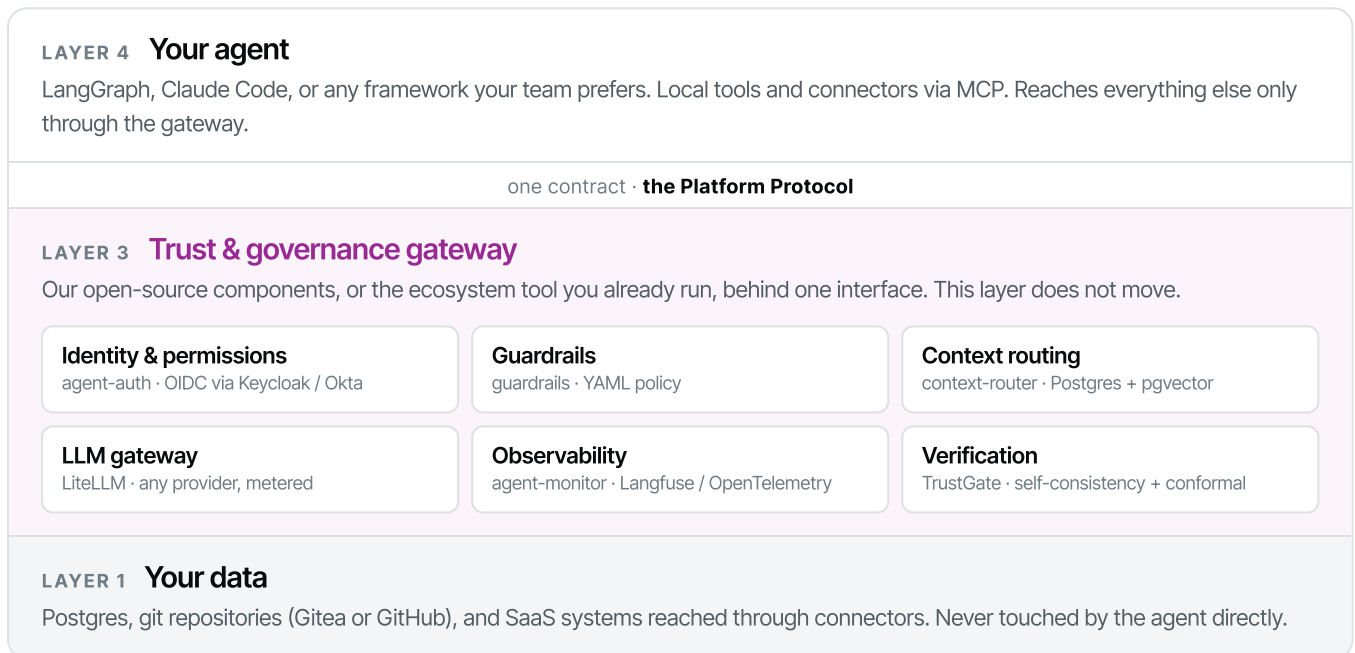 LAYER 4 Your agent
LangGraph, Claude Code, or any framework your team prefers. Local tools and connectors via MCP. Reaches everything else only
through the gateway.
one contract · the Platform Protocol
LAYER 3 Trust & governance gateway
Our open-source components, or the ecosystem tool you already run, behind one interface. This layer does not move.
Identity & permissions
agent-auth · OIDC via Keycloak / Okta
Guardrails
guardrails · YAML policy
Context routing
context-router · Postgres + pgvector
LLM gateway
LiteLLM · any provider, metered
Observability
agent-monitor · Langfuse / OpenTelemetry
Verification
TrustGate · self-consistency + conformal
LAYER 1 Your data
Postgres, git repositories (Gitea or GitHub), and SaaS systems reached through connectors. Never touched by the agent directly.